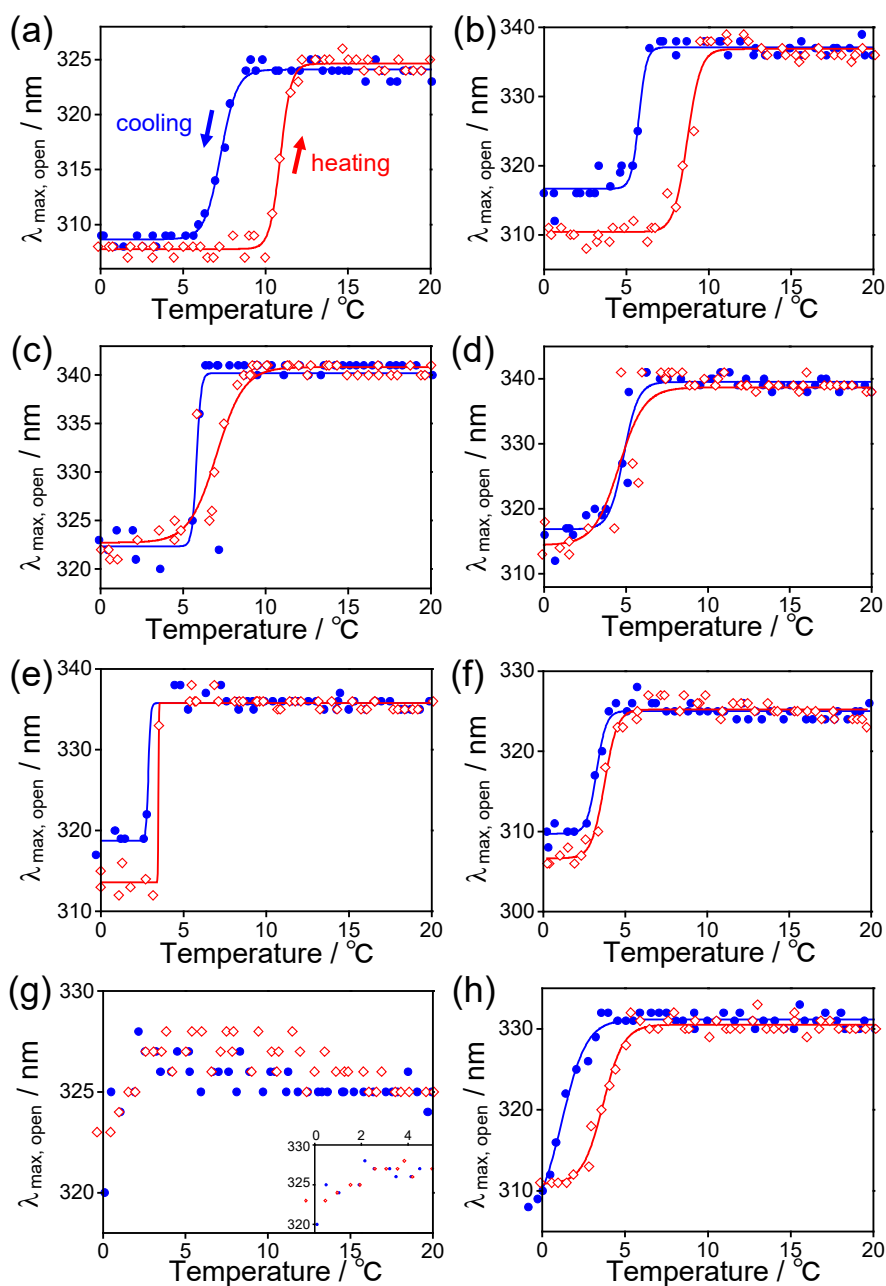 (a)
325
320
315
310
λ max, open / nm
cooling
heating
0 5 10 15 20
Temperature / °C
(b)
340
330
320
310
λ max, open / nm
0 5 10 15 20
Temperature / °C
(c)
340
335
330
325
320
λ max, open / nm
0 5 10 15 20
Temperature / °C
(d)
340
330
320
310
λ max, open / nm
0 5 10 15 20
Temperature / °C
(e)
340
330
320
310
λ max, open / nm
0 5 10 15 20
Temperature / °C
(f)
330
320
310
300
λ max, open / nm
0 5 10 15 20
Temperature / °C
(g)
330
325
320
λ max, open / nm
0 2 4
330
325
320
0 5 10 15 20
Temperature / °C
(h)
330
320
310
λ max, open / nm
0 5 10 15 20
Temperature / °C